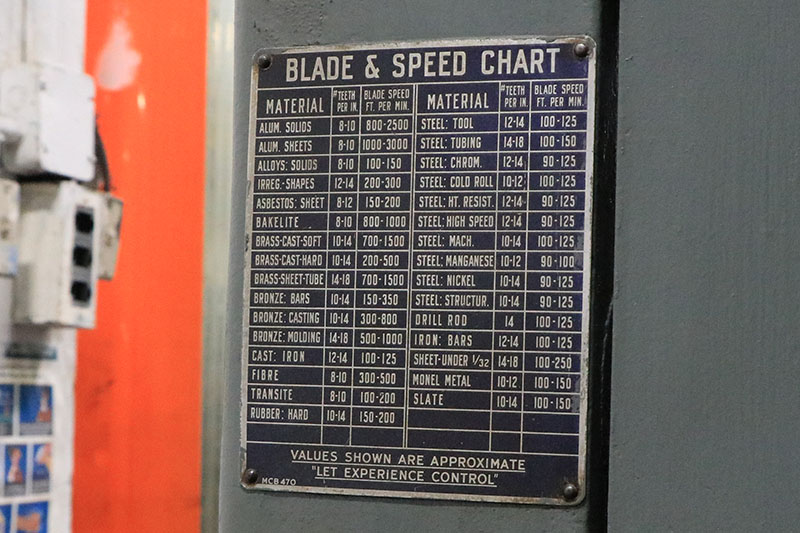 BLADE & SPEED CHART
MATERIAL #TEETH PER IN. BLADE SPEED FT. PER MIN. MATERIAL #TEETH PER IN. BLADE SPEED FT. PER MIN.
ALUM. SOLIDS 8-10 800-2500 STEEL: TOOL 12-14 100-125
ALUM. SHEETS 8-10 1000-3000 STEEL: TUBING 14-18 100-150
ALLOYS: SOLIDS 8-10 100-150 STEEL: CHROM. 12-14 90-125
IRREG.-SHAPES 12-14 200-300 STEEL: COLD ROLL 10-12 100-125
ASBESTOS: SHEET 8-12 150-200 STEEL: HT. RESIST. 12-14 90-125
BAKELITE 8-10 800-1000 STEEL: HIGH SPEED 12-14 90-125
BRASS-CAST-SOFT 10-14 700-1500 STEEL: MACH. 10-14 100-125
BRASS-CAST-HARD 10-14 200-500 STEEL: MANGANESE 10-12 90-100
BRASS-SHEET-TUBE 14-18 700-1500 STEEL: NICKEL 10-14 90-125
BRONZE: BARS 10-14 150-350 STEEL: STRUCTUR. 10-14 90-125
BRONZE: CASTING 10-14 300-800 DRILL ROD 14 100-125
BRONZE: MOLDING 14-18 500-1000 IRON: BARS 12-14 100-125
CAST: IRON 12-14 100-125 SHEET-UNDER 1/32 14-18 100-250
FIBRE 8-10 300-500 MONEL METAL 10-12 100-150
TRANSITE 8-10 100-200 SLATE 10-14 100-150
RUBBER: HARD 10-14 150-200
VALUES SHOWN ARE APPROXIMATE
"LET EXPERIENCE CONTROL"
MCB470